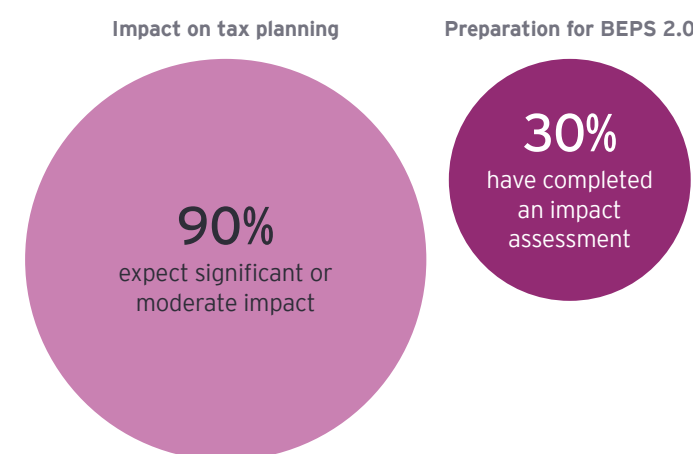 Impact on tax planning
Preparation for BEPS 2.0
90%
expect significant or
moderate impact
30%
have completed
an impact
assessment